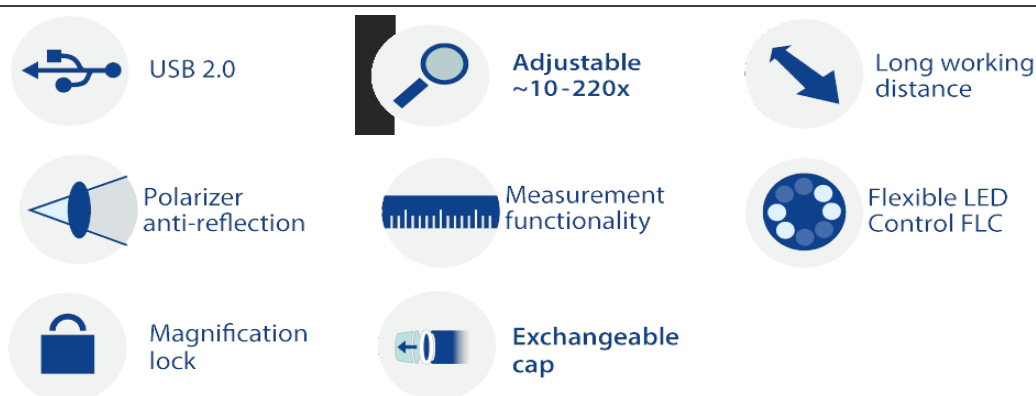 USB 2.0
Adjustable
~10-220x
Long working
distance
Polarizer
anti-reflection
Measurement
functionality
Flexible LED
Control FLC
Magnification
lock
Exchangeable
cap